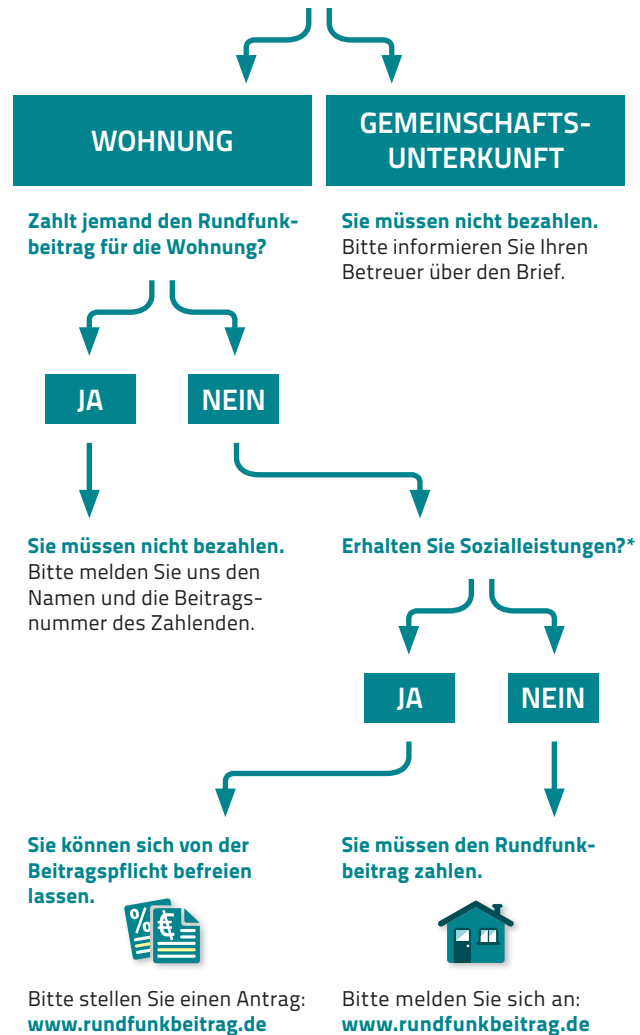 WOHNUNG
GEMEINSCHAFTS-
UNTERKUNFT
Zahlt jemand den Rundfunk-
beitrag für die Wohnung?
Sie müssen nicht bezahlen.
Bitte informieren Sie Ihren
Betreuer über den Brief.
JA
NEIN
Sie müssen nicht bezahlen.
Bitte melden Sie uns den
Namen und die Beitrags-
nummer des Zahlenden.
Erhalten Sie Sozialleistungen?*
JA
NEIN
Sie können sich von der
Beitragspflicht befreien
lassen.
% €
Bitte stellen Sie einen Antrag:
www.rundfunkbeitrag.de
Sie müssen den Rundfunk-
beitrag zahlen.
Bitte melden Sie sich an:
www.rundfunkbeitrag.de